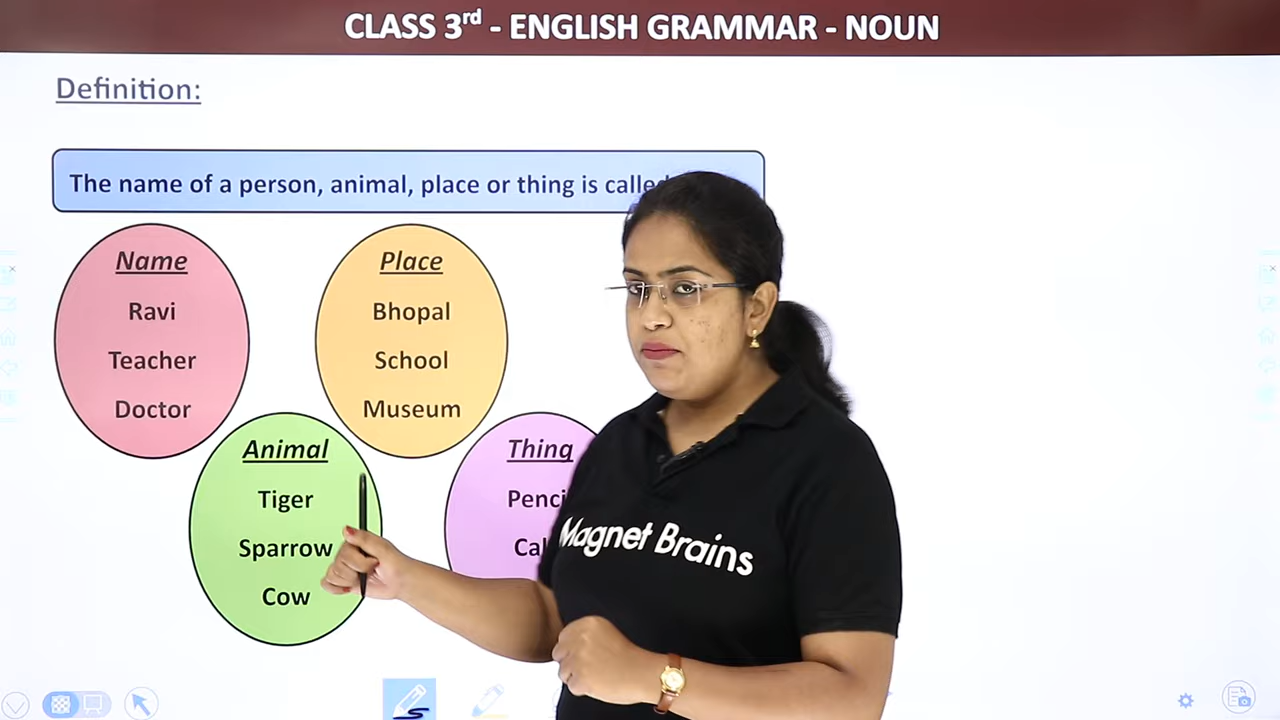 CLASS 3rd - ENGLISH GRAMMAR - NOUN
Definition:
The name of a person, animal, place or thing is called
Name
Ravi
Teacher
Doctor
Place
Bhopal
School
Museum
Animal
Tiger
Sparrow
Cow
Thing
Magnet Brains